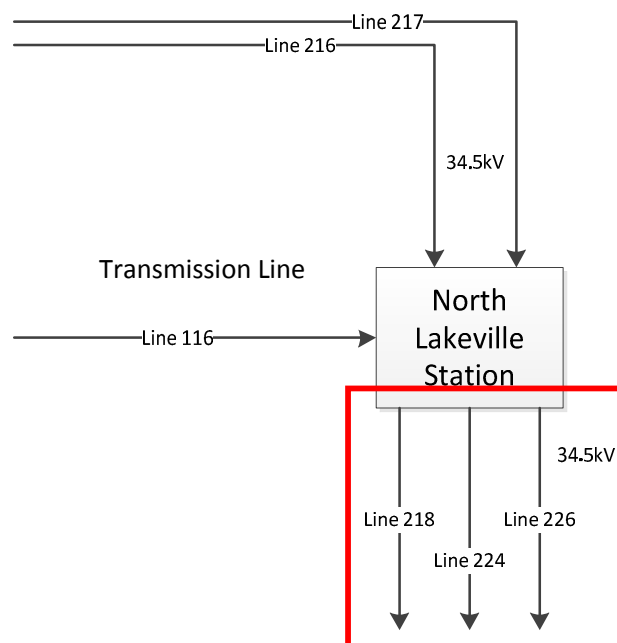 Line 217
Line 216
34.5kV
Transmission Line
North
Lakeville
Station
Line 116
34.5kV
Line 218
Line 226
Line 224